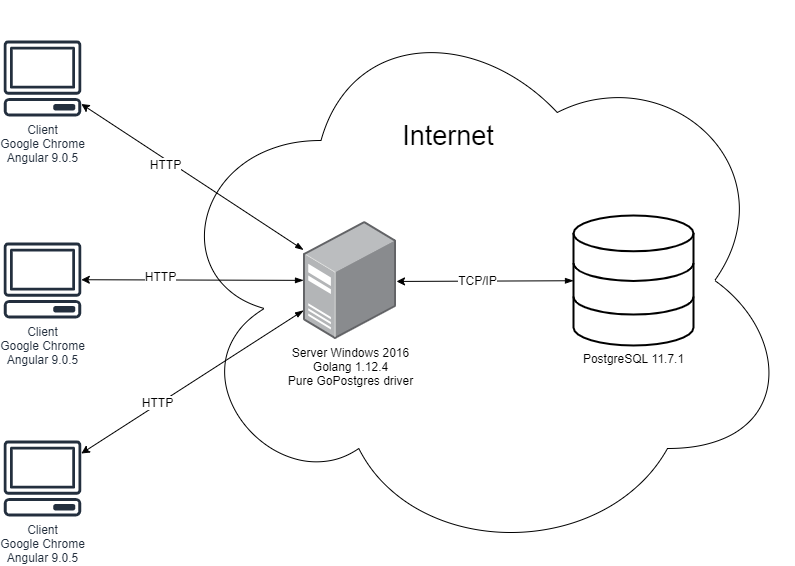 Internet
Client
Google Chrome
Angular 9.0.5
HTTP
Client
Google Chrome
Angular 9.0.5
HTTP
TCP/IP
Server Windows 2016
Golang 1.12.4
Pure GoPostgres driver
PostgreSQL 11.7.1
HTTP
Client
Google Chrome
Angular 9.0.5